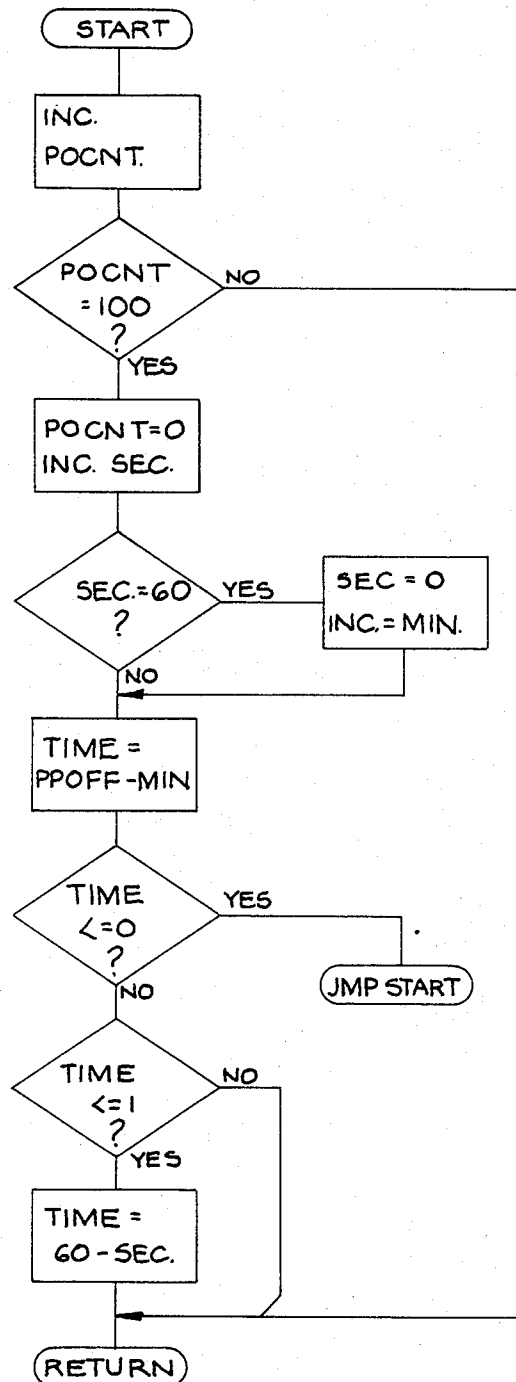 START
INC.
POCNT.
POCNT
=100
?
NO
YES
POCNT=0
INC. SEC.
SEC.=60
?
YES
SEC = 0
INC.=MIN.
NO
TIME =
PPOFF-MIN
TIME
<=0
?
YES
JMP START
NO
TIME
<=1
?
NO
YES
TIME =
60-SEC.
RETURN